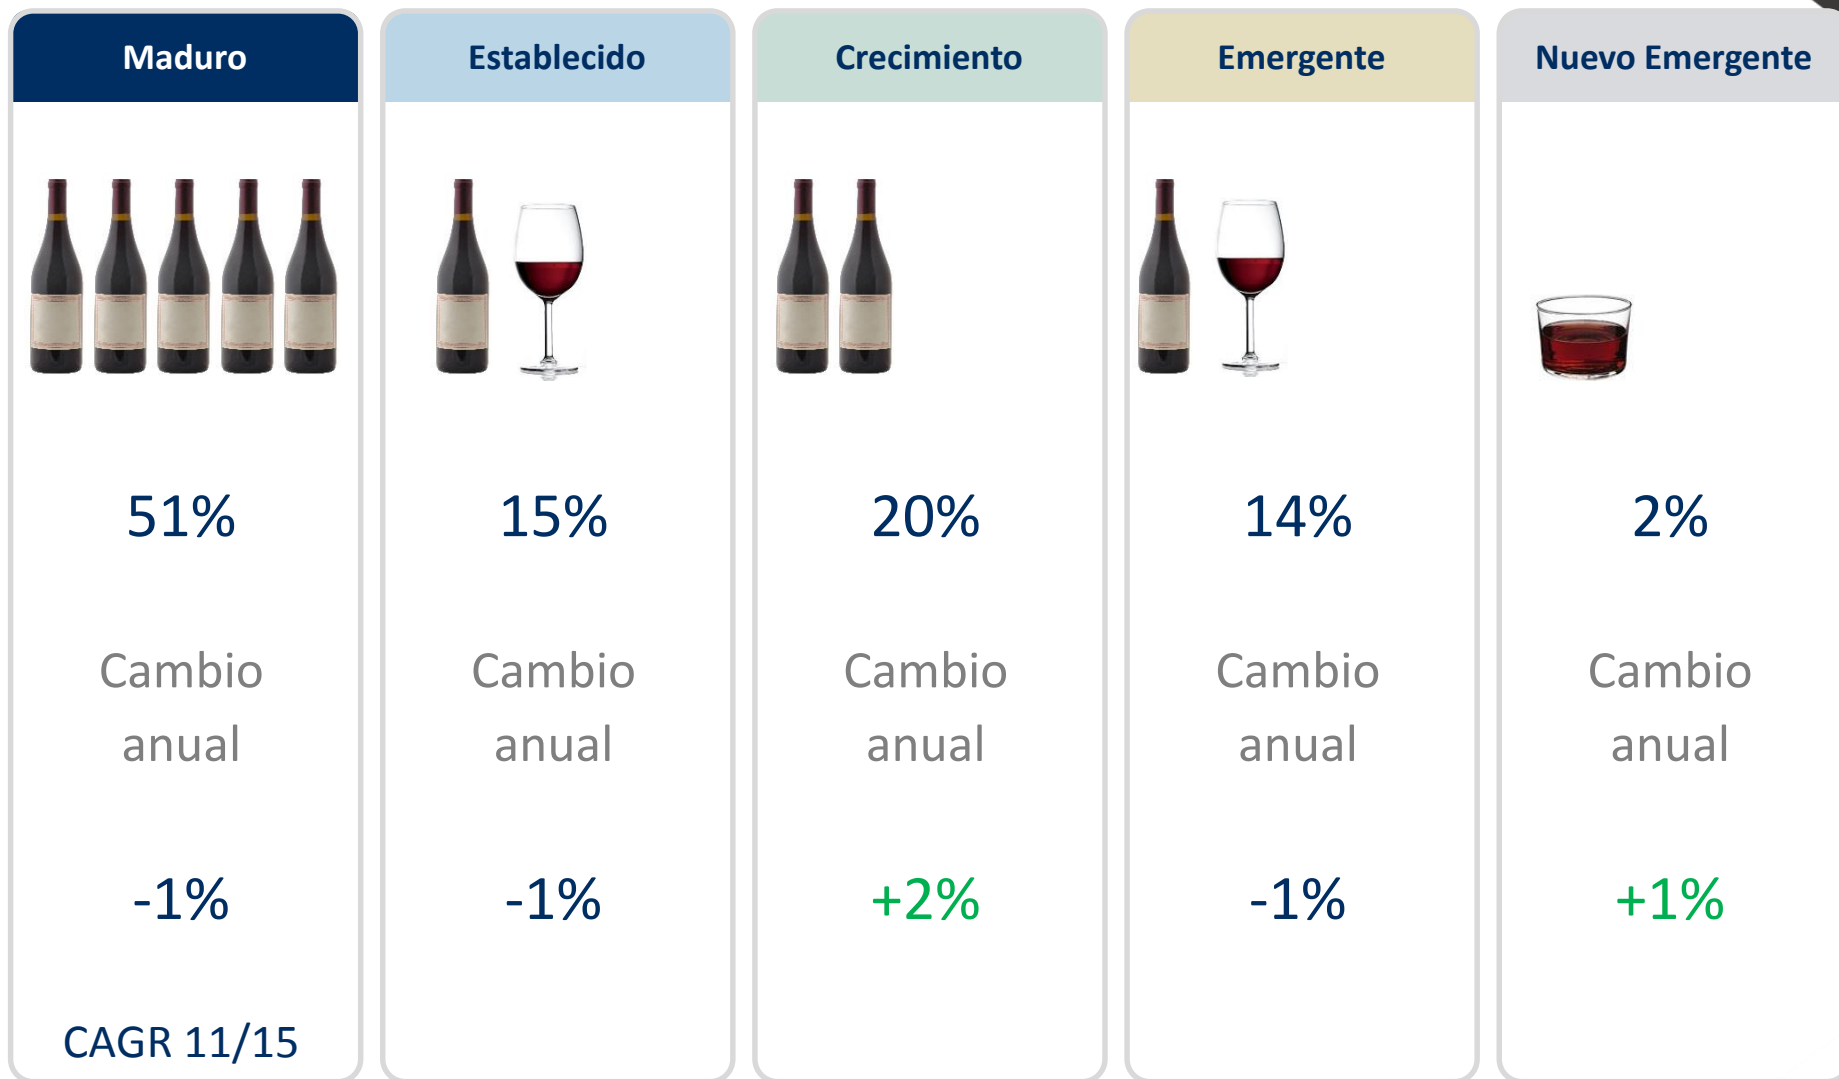 Maduro
Establecido
Crecimiento
Emergente
Nuevo Emergente
51%
15%
20%
14%
2%
Cambio
anual
Cambio
anual
Cambio
anual
Cambio
anual
Cambio
anual
-1%
-1%
+2%
-1%
+1%
CAGR 11/15